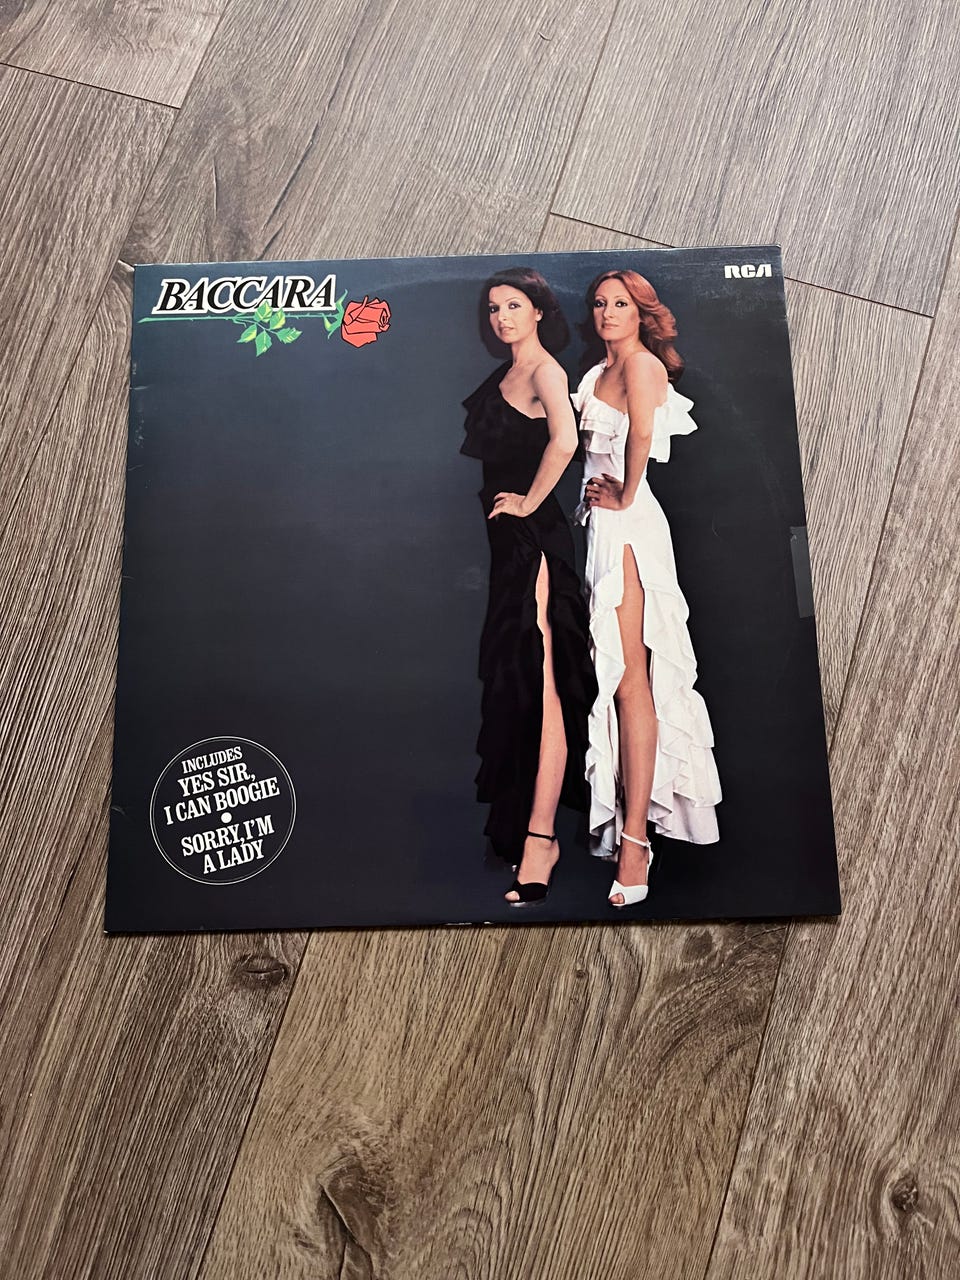 BACCARA
RCA
INCLUDES
YES SIR,
I CAN BOOGIE
SORRY, I'M
A LADY